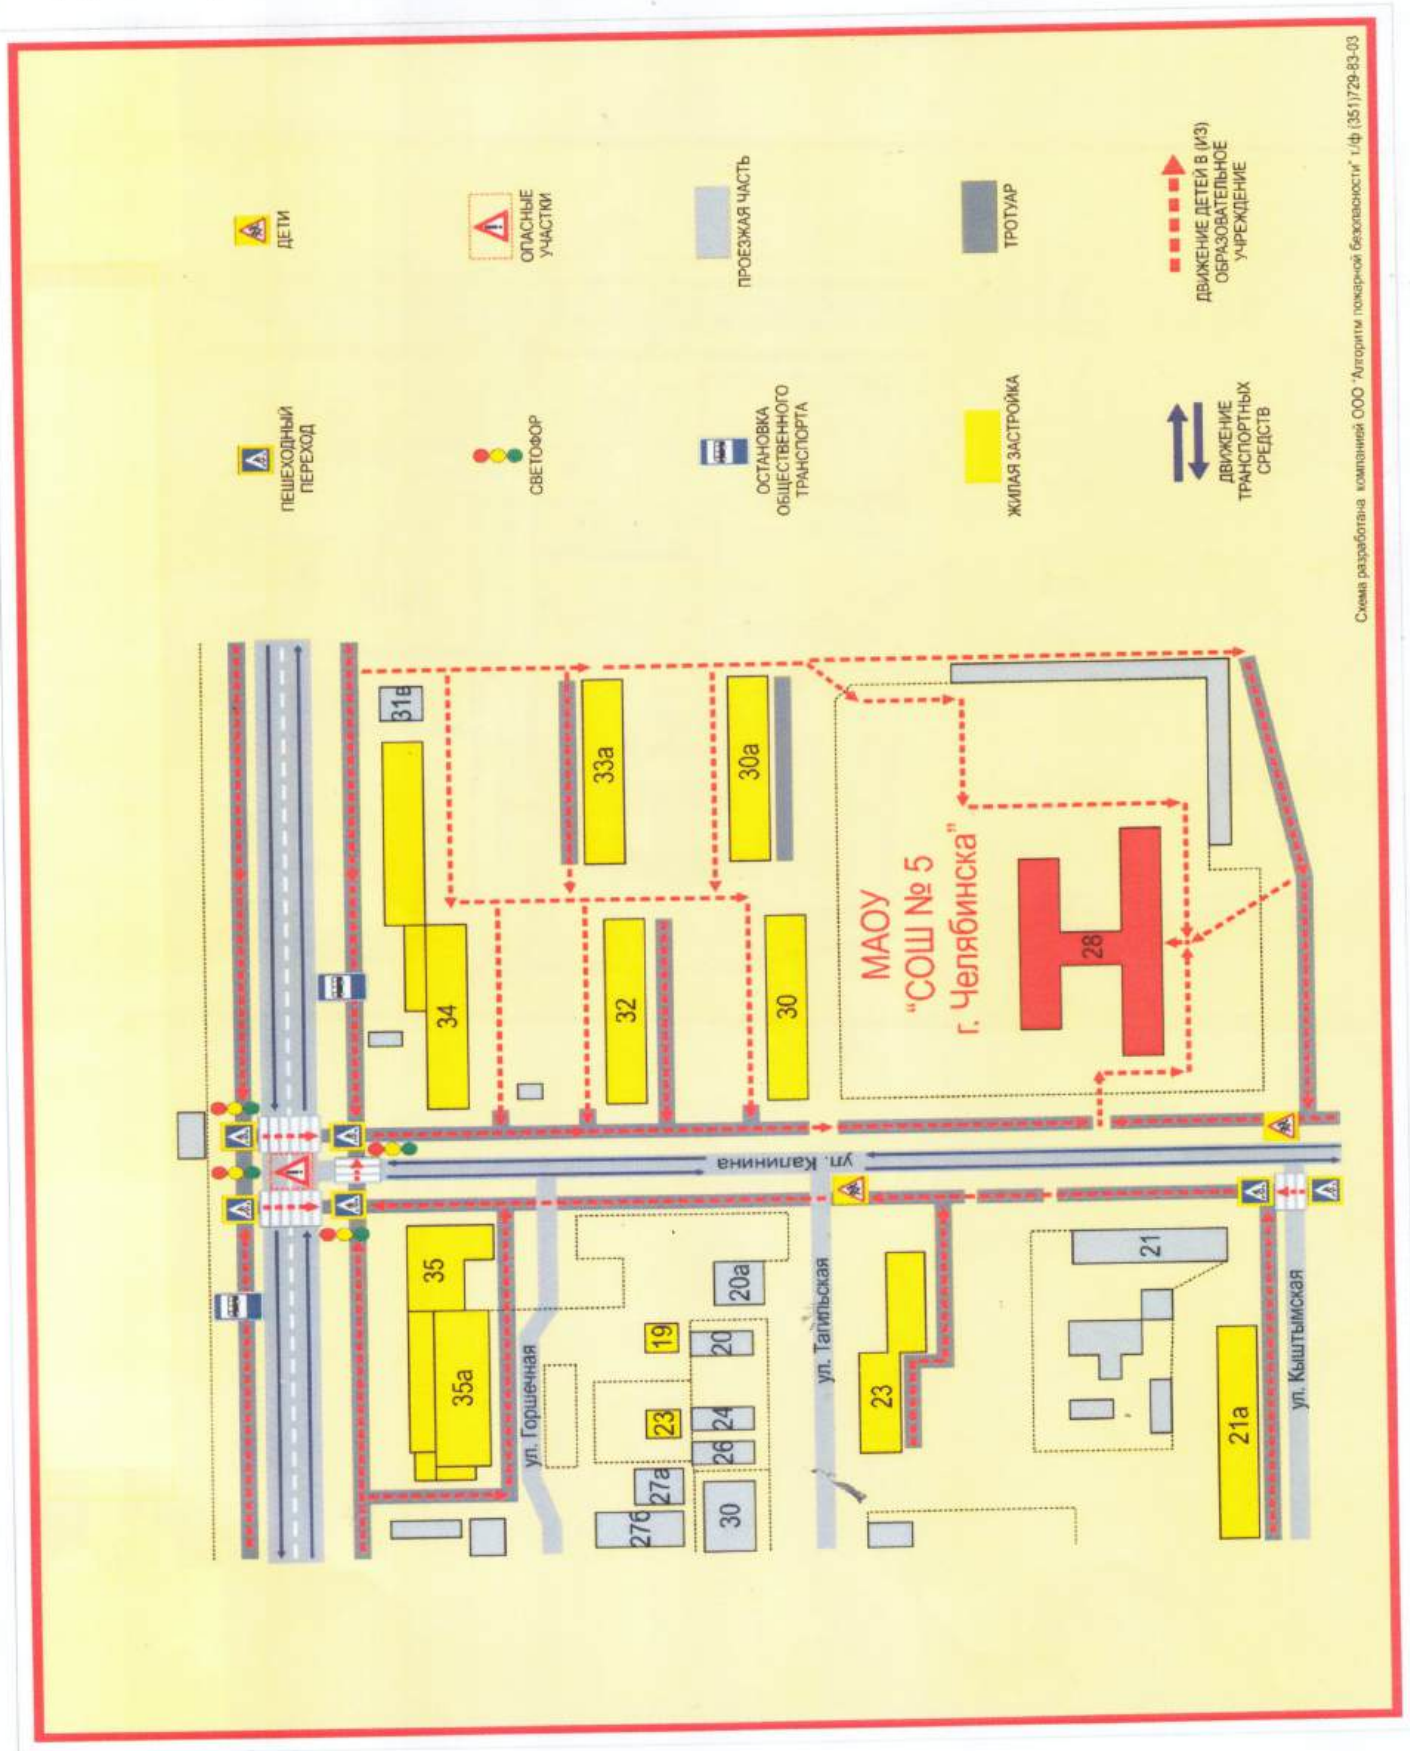 ул. Кыштымская
ул. Тагильская
ул. Горшечная
ул. Калинина
35а
35
27б
27а
23
19
30
26
24
20
20а
23
21а
21
34
31в
32
33а
30
30а
МАОУ
"СОШ № 5
г. Челябинска"
28
ПЕШЕХОДНЫЙ
ПЕРЕХОД
ДЕТИ
СВЕТОФОР
ОПАСНЫЕ
УЧАСТКИ
ОСТАНОВКА
ОБЩЕСТВЕННОГО
ТРАНСПОРТА
ПРОЕЗЖАЯ ЧАСТЬ
ЖИЛАЯ ЗАСТРОЙКА
ТРОТУАР
ДВИЖЕНИЕ
ТРАНСПОРТНЫХ
СРЕДСТВ
ДВИЖЕНИЕ ДЕТЕЙ В (ИЗ)
ОБРАЗОВАТЕЛЬНОЕ
УЧРЕЖДЕНИЕ
Схема разработана компанией ООО "Алгоритм пожарной безопасности" т/ф (351)729-83-03